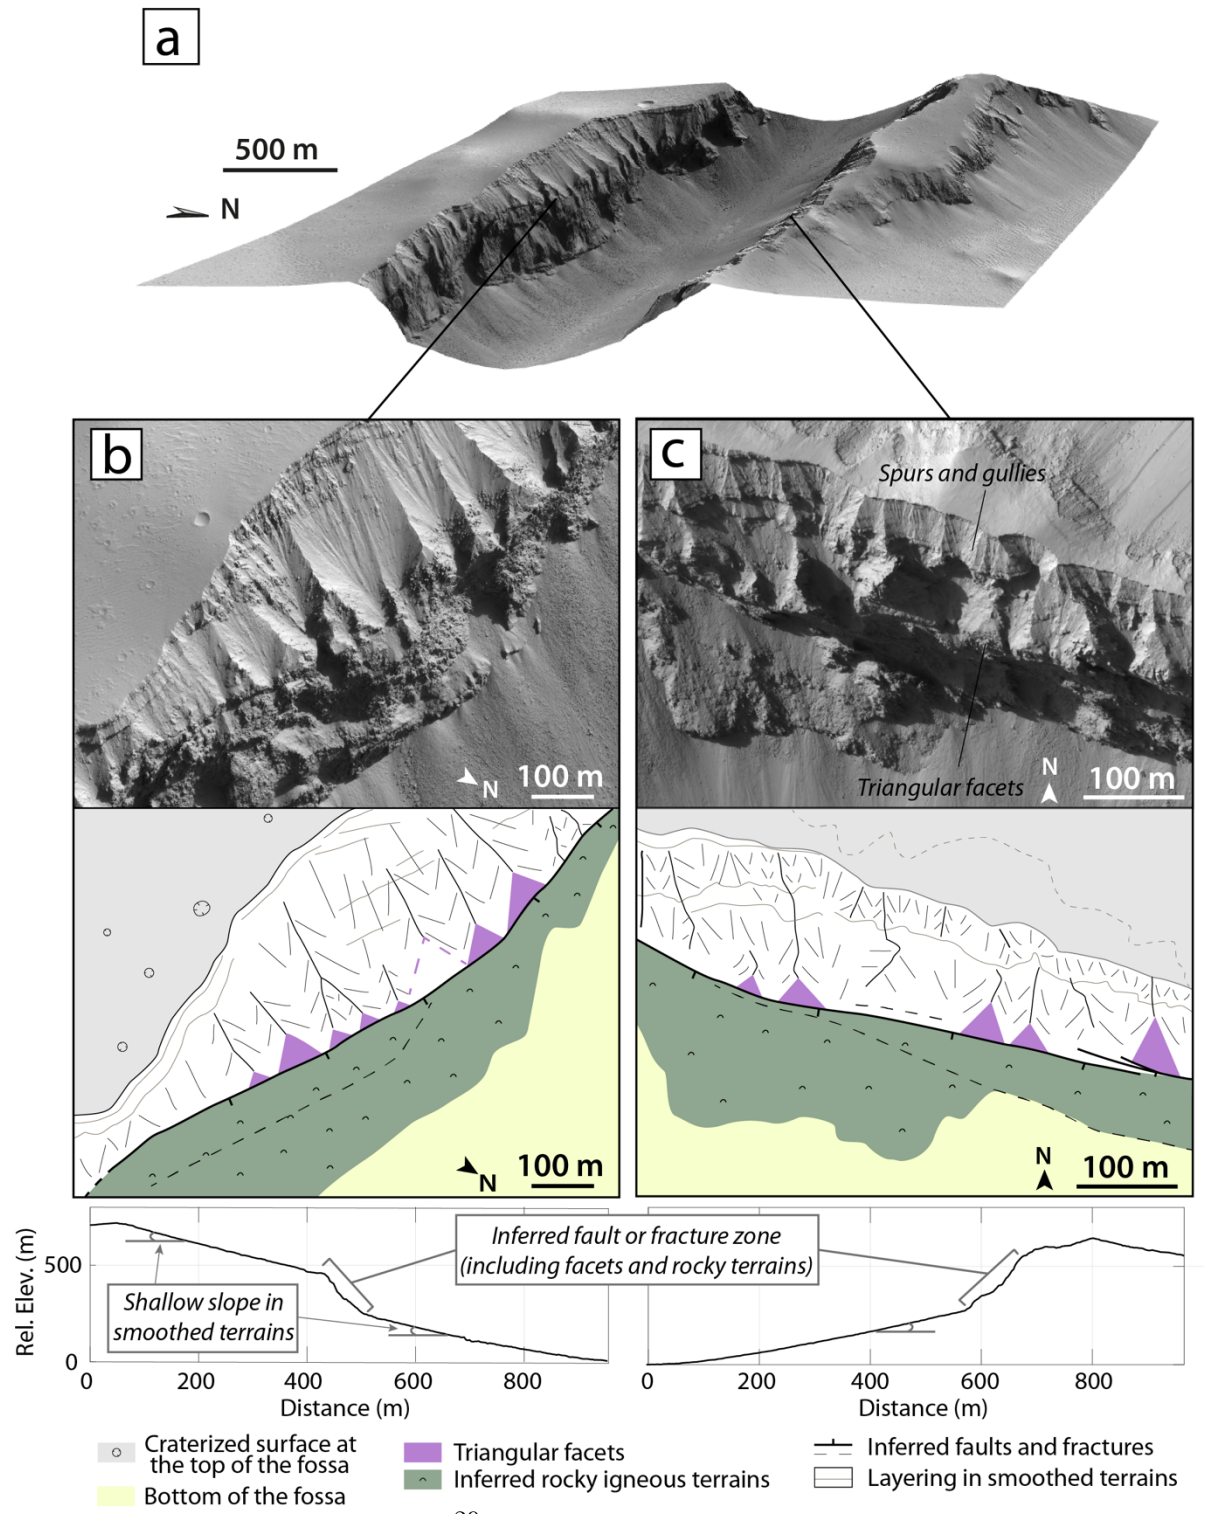 a
500 m
N
b
c
Spurs and gullies
Triangular facets
N
100 m
N
100 m
N
100 m
N
100 m
Rel. Elev. (m)
500
0
Inferred fault or fracture zone
(including facets and rocky terrains)
Shallow slope in
smoothed terrains
0 200 400 600 800
0 200 400 600 800
Distance (m)
Distance (m)
Craterized surface at
the top of the fossa
Bottom of the fossa
Triangular facets
Inferred rocky igneous terrains
Inferred faults and fractures
Layering in smoothed terrains